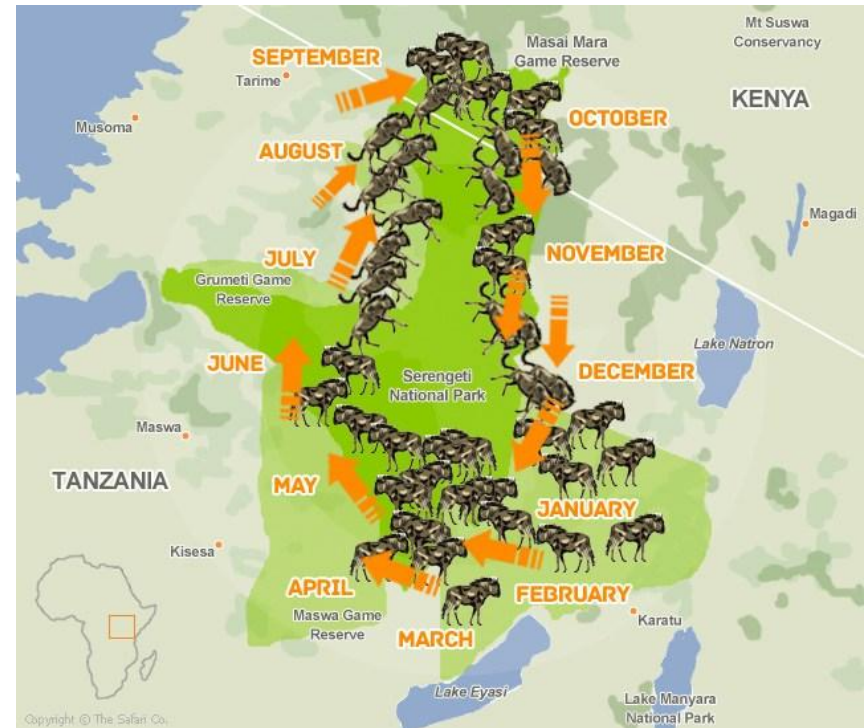 Mt Suswa
Conservancy
SEPTEMBER
Masai Mara
Game Reserve
Tarime
KENYA
Musoma
OCTOBER
AUGUST
Magadi
NOVEMBER
JULY
Grumeti Game
Reserve
Lake Natron
JUNE
Serengeti
National Park
DECEMBER
Maswa
TANZANIA
MAY
JANUARY
Kisesa
APRIL
FEBRUARY
Maswa Game
Reserve
Karatu
MARCH
Lake Eyasi
Lake Manyara
National Park
Copyright © The Safari Co.